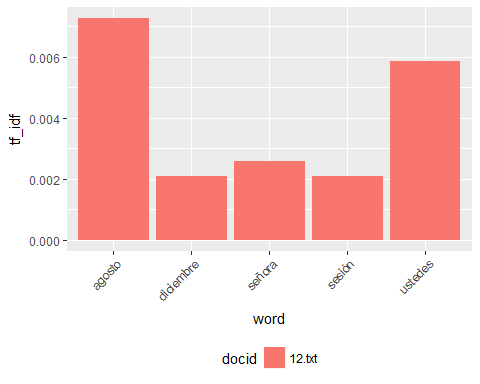 0.006
0.004
0.002
0.000
tf_idf
agosto
diciembre
señora
sesión
ustedes
word
docid 12.txt